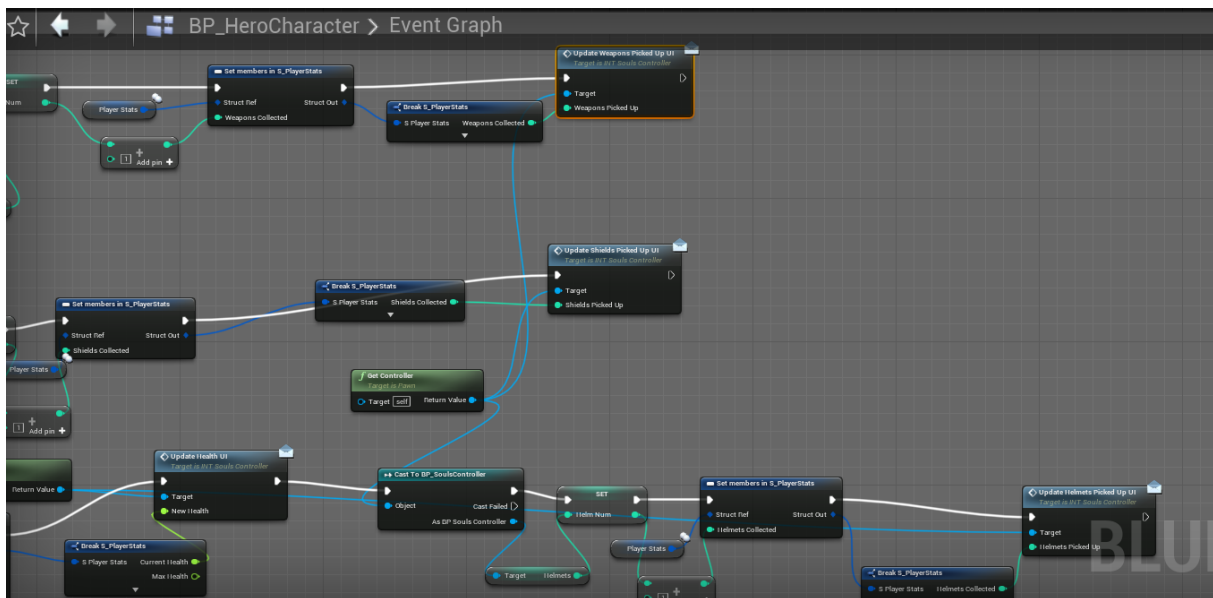 BP_HeroCharacter > Event Graph
Update Weapons Picked Up UI
Target is INT Souls Controller
Target
Weapons Picked Up
SET
Num
Player Stats
1 Add pin +
Set members in S_PlayerStats
Struct Ref Struct Out
Weapons Collected
Break S_PlayerStats
S Player Stats Weapons Collected
Update Shields Picked Up UI
Target is INT Souls Controller
Target
Shields Picked Up
Break S_PlayerStats
S Player Stats Shields Collected
Set members in S_PlayerStats
Struct Ref Struct Out
Shields Collected
Player Stats
1 Add pin +
Get Controller
Target is Pawn
Target self Return Value
Return Value
Update Health UI
Target is INT Souls Controller
Target
New Health
Break S_PlayerStats
S Player Stats Current Health
Max Health
Cast To BP_SoulsController
Object Cast Failed
As BP Souls Controller
SET
Helm Num
Target Helmets
Player Stats
1
Set members in S_PlayerStats
Struct Ref Struct Out
Helmets Collected
Break S_PlayerStats
S Player Stats Helmets Collected
Update Helmets Picked Up UI
Target is INT Souls Controller
Target
Helmets Picked Up
BLU